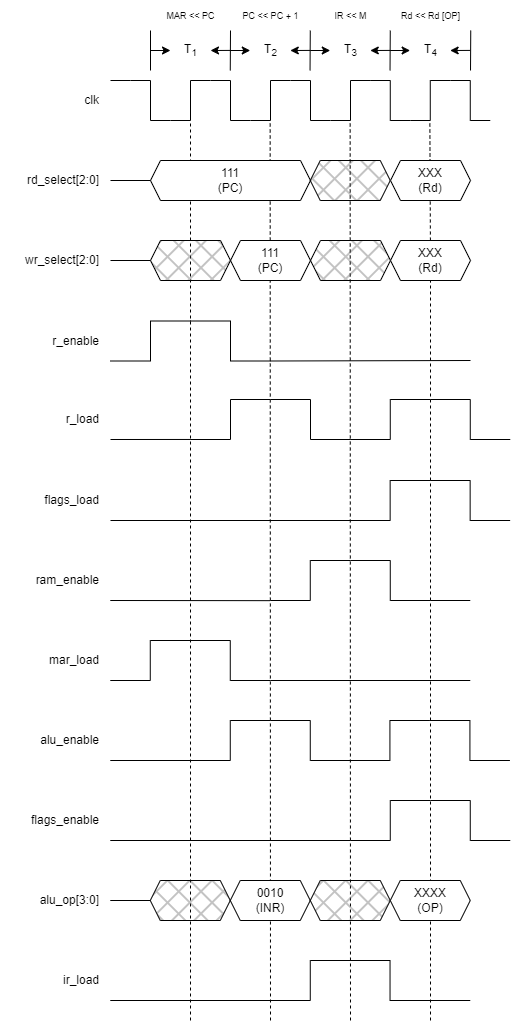 MAR << PC PC << PC + 1 IR << M Rd << Rd [OP]
T1 T2 T3 T4
clk
rd_select[2:0] 111 XXX
(PC) (Rd)
wr_select[2:0] 111 XXX
(PC) (Rd)
r_enable
r_load
flags_load
ram_enable
mar_load
alu_enable
flags_enable
alu_op[3:0] 0010 XXXX
(INR) (OP)
ir_load